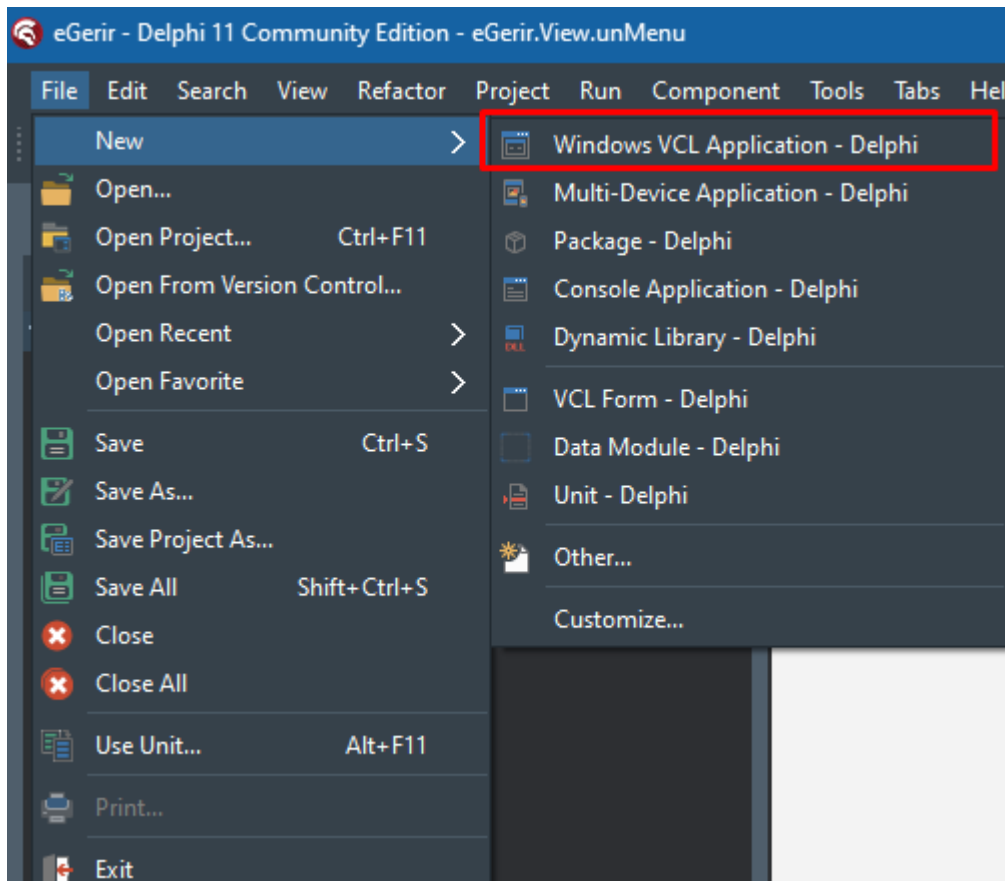 eGerir - Delphi 11 Community Edition - eGerir.View.unMenu
File Edit Search View Refactor Project Run Component Tools Tabs Hel
New
Open...
Open Project... Ctrl+F11
Open From Version Control...
Open Recent
Open Favorite
Save Ctrl+S
Save As...
Save Project As...
Save All Shift+Ctrl+S
Close
Close All
Use Unit... Alt+F11
Print...
Exit
Windows VCL Application - Delphi
Multi-Device Application - Delphi
Package - Delphi
Console Application - Delphi
Dynamic Library - Delphi
VCL Form - Delphi
Data Module - Delphi
Unit - Delphi
Other...
Customize...